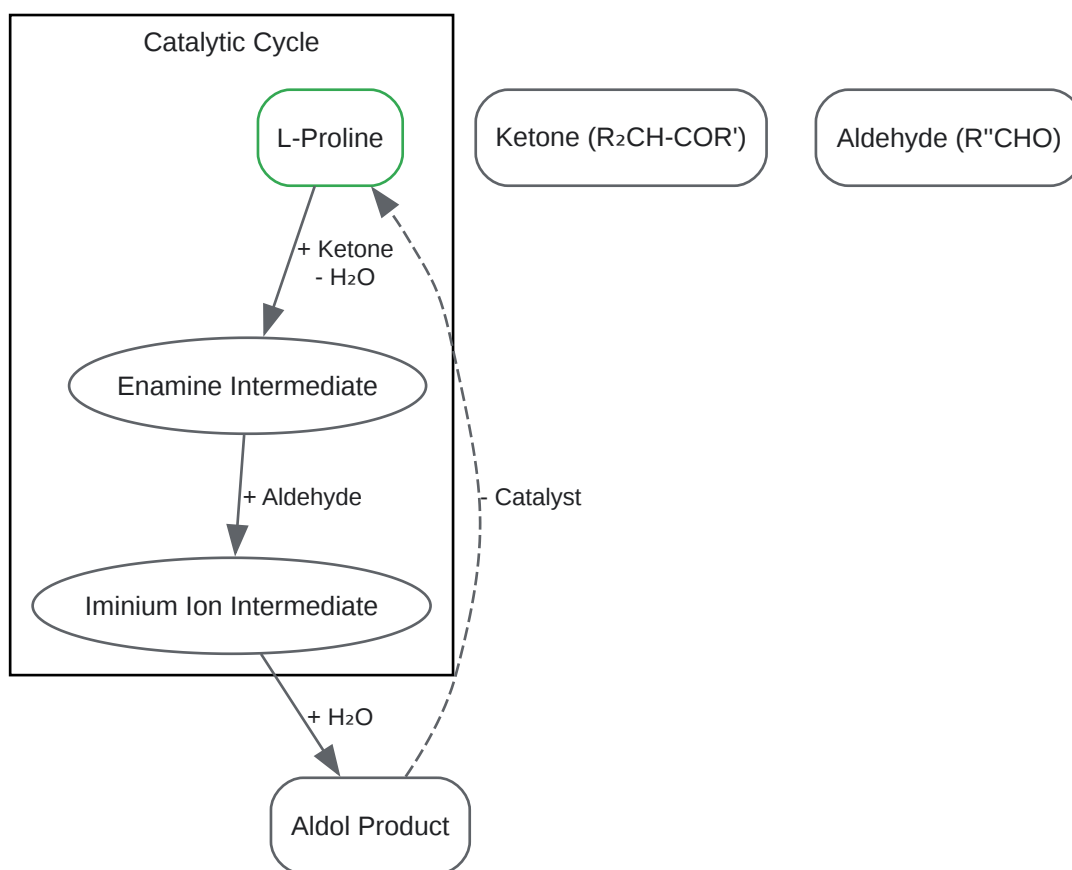 Catalytic Cycle
L-Proline
Ketone (R₂CH-COR')
Aldehyde (R"CHO)
+ Ketone
- H₂O
Enamine Intermediate
+ Aldehyde
- Catalyst
Iminium Ion Intermediate
+ H₂O
Aldol Product